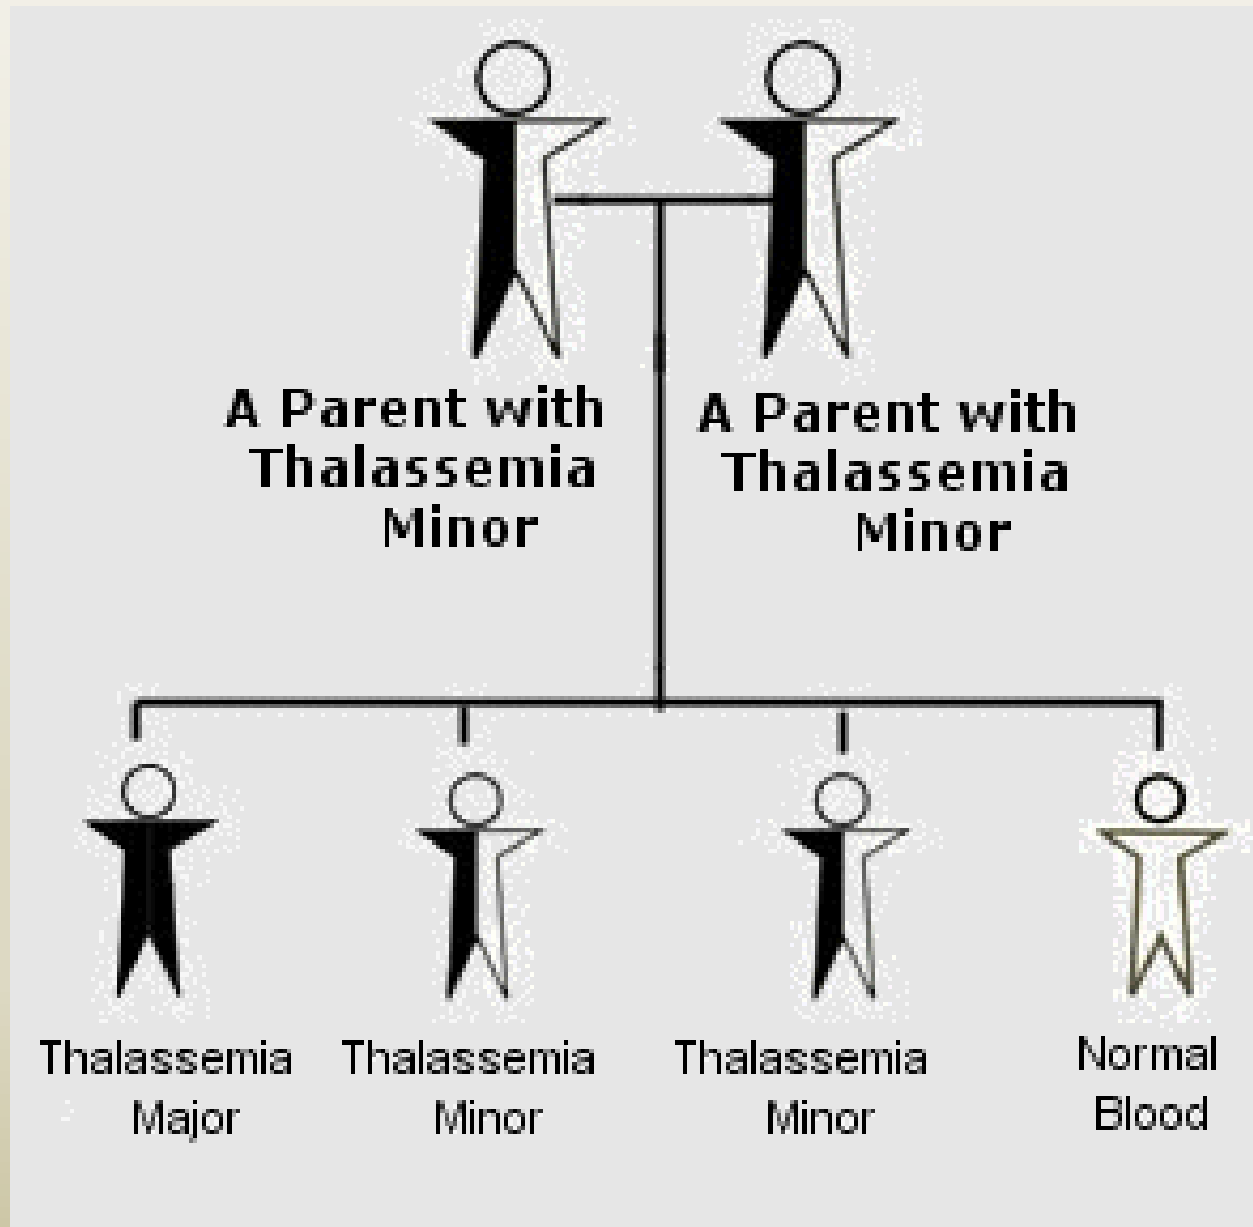 A Parent with
Thalassemia
Minor
A Parent with
Thalassemia
Minor
Thalassemia
Major
Thalassemia
Minor
Thalassemia
Minor
Normal
Blood